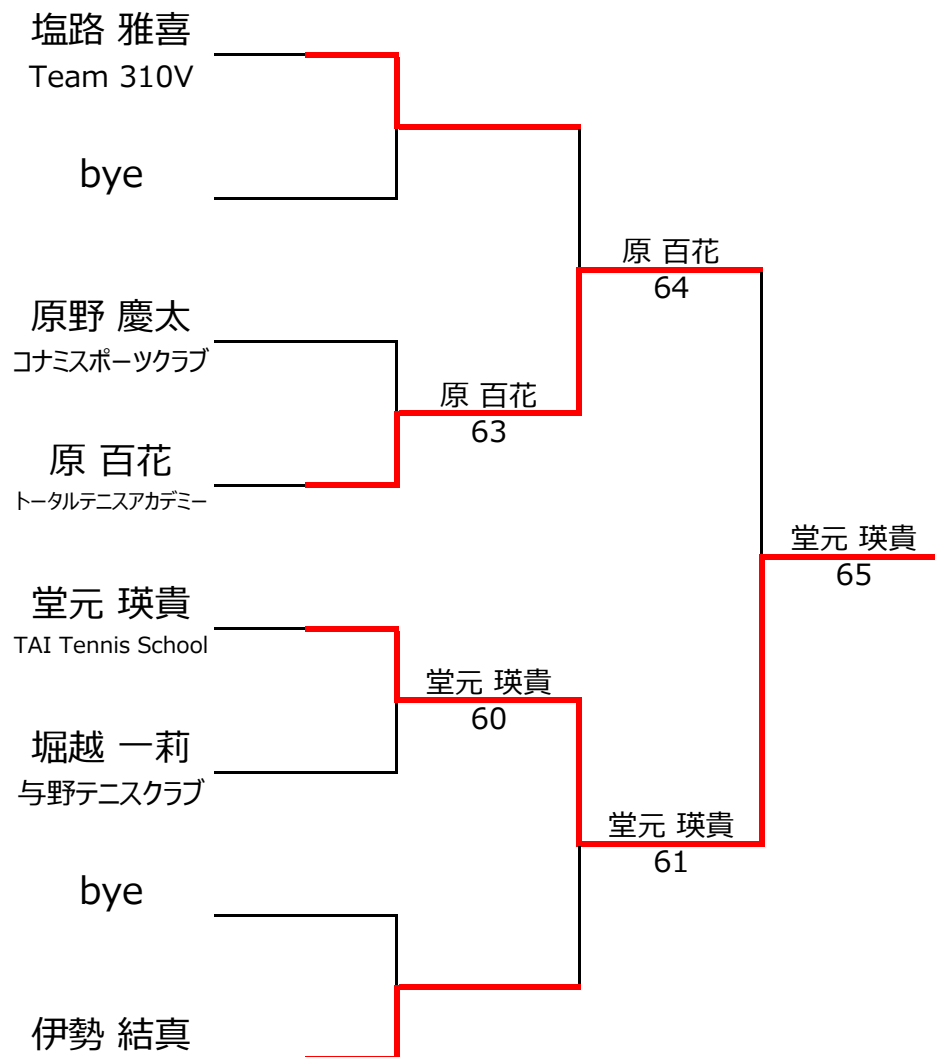 塩路 雅喜
Team 310V
bye
原野 慶太
コナミスポーツクラブ
原 百花
トータルテニスアカデミー
堂元 瑛貴
TAI Tennis School
堀越 一莉
与野テニスクラブ
bye
伊勢 結真
原 百花
63
堂元 瑛貴
60
原 百花
64
堂元 瑛貴
61
堂元 瑛貴
65